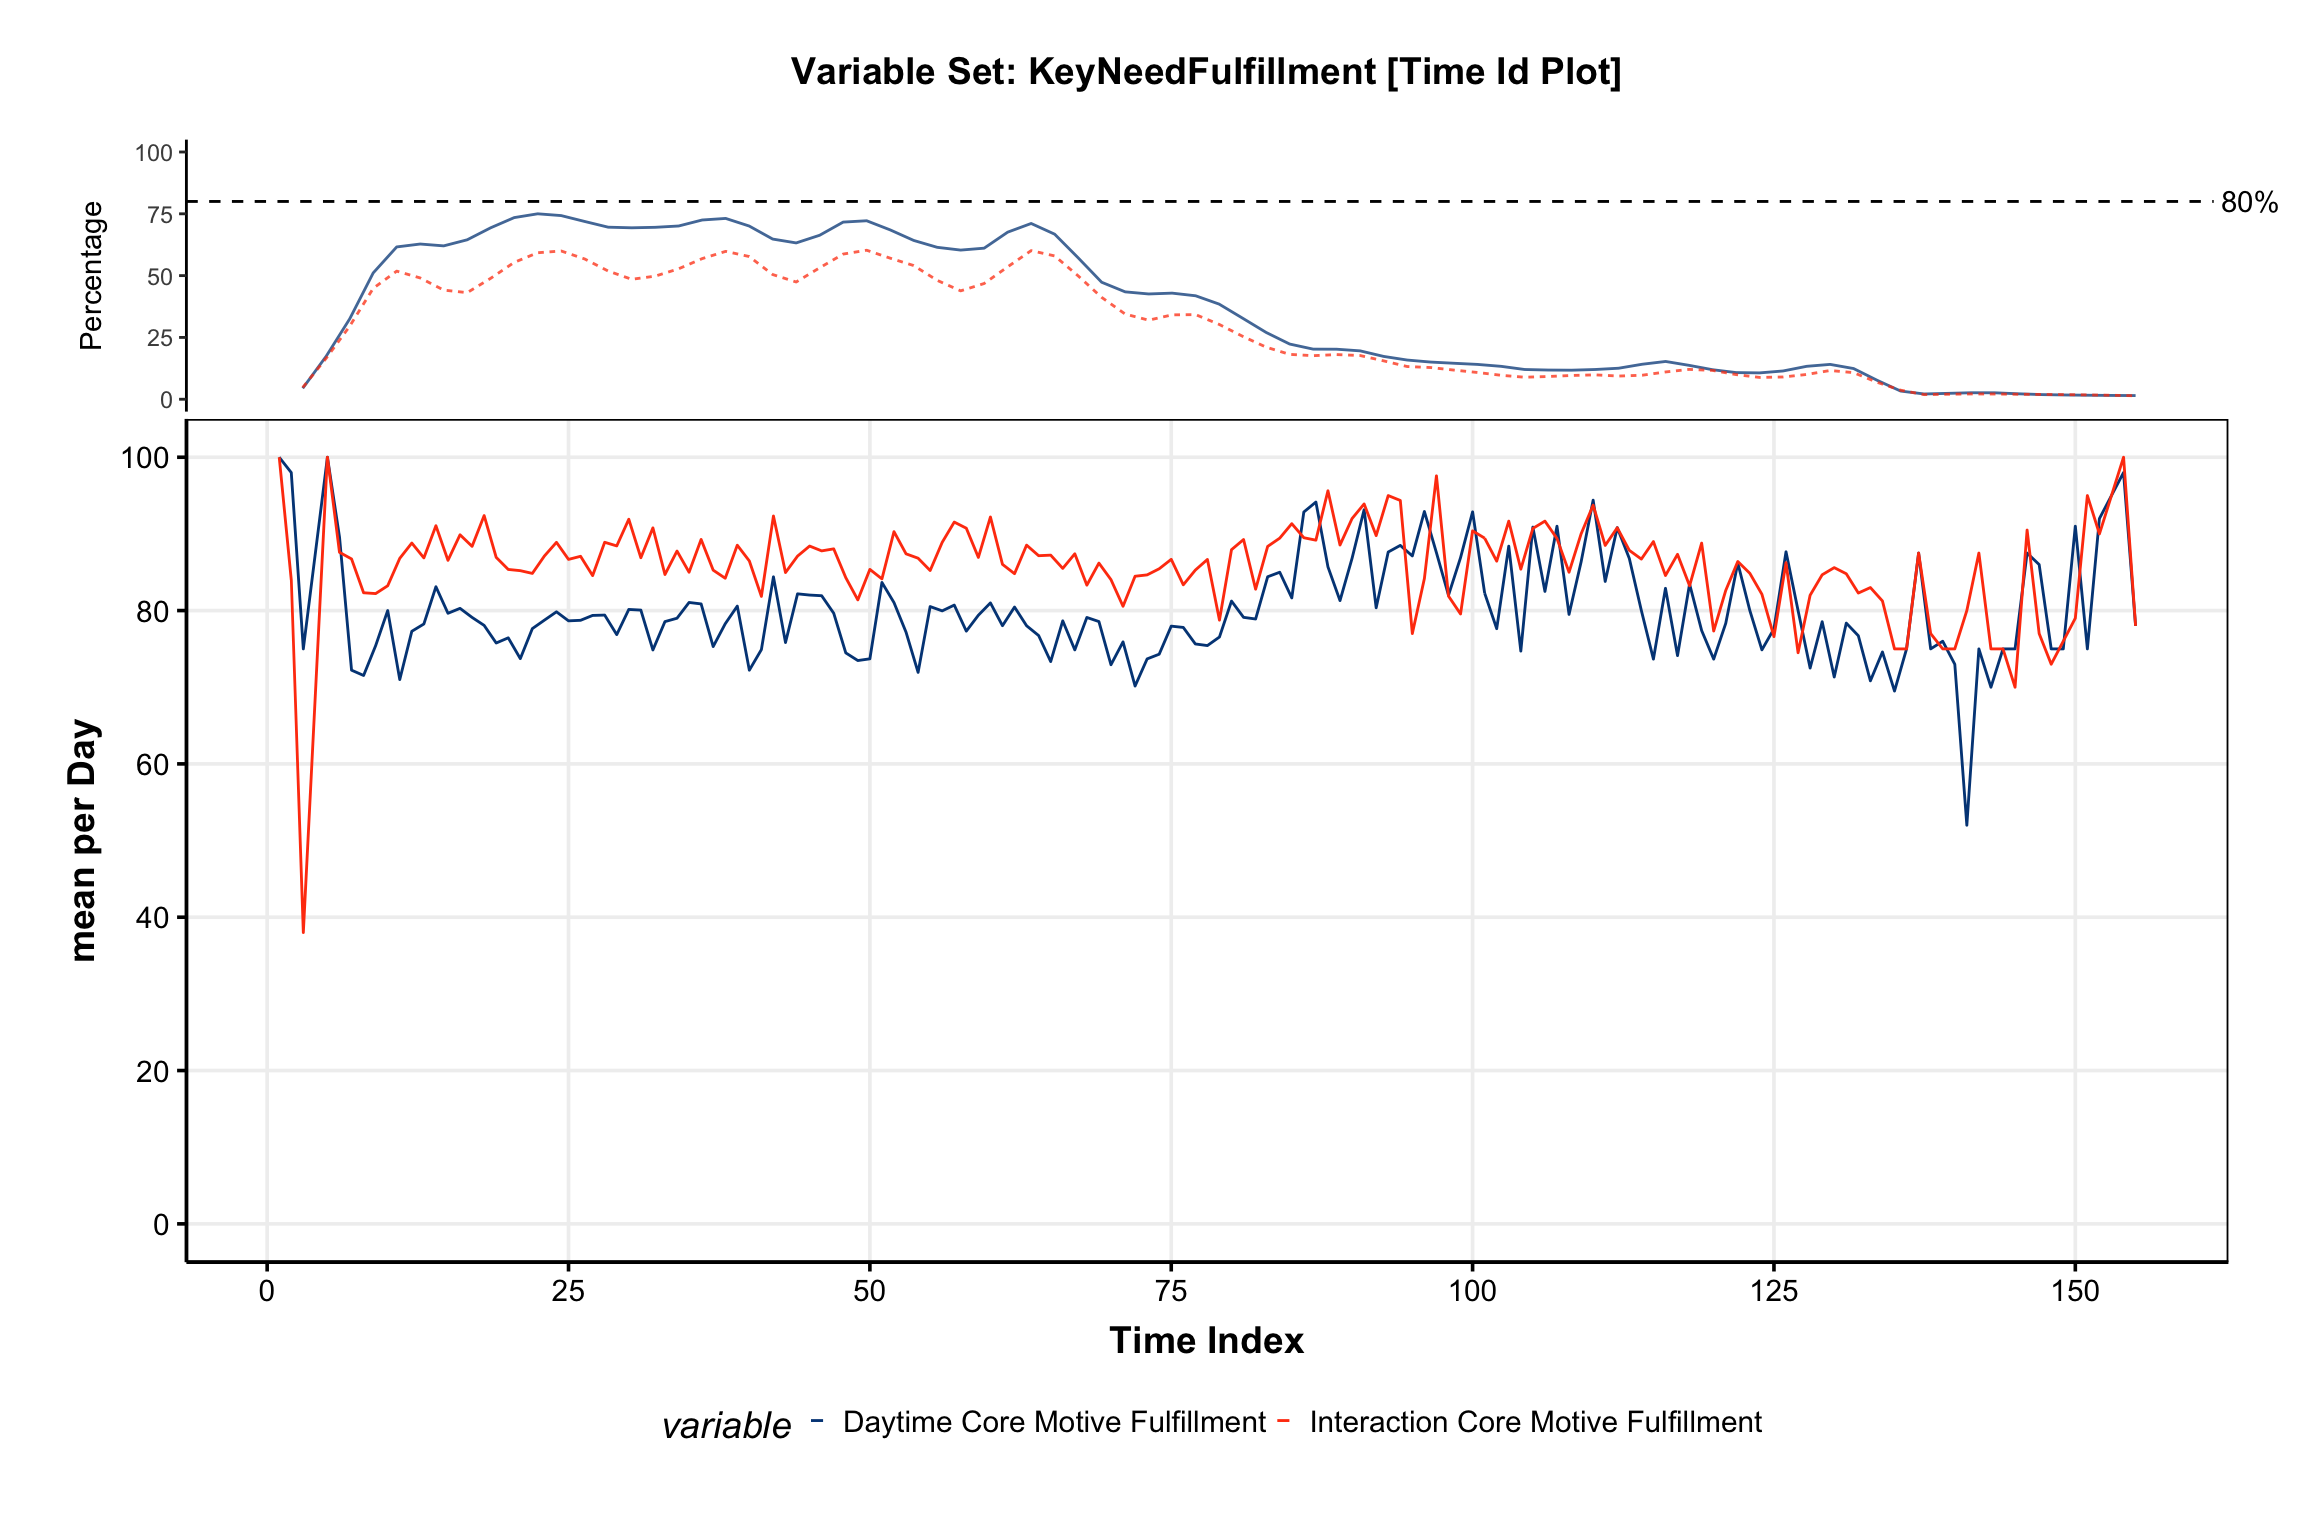 Variable Set: KeyNeedFulfillment [Time Id Plot]
Percentage
100
75
50
25
0
80%
mean per Day
100
80
60
40
20
0
0 25 50 75 100 125 150
Time Index
variable Daytime Core Motive Fulfillment Interaction Core Motive Fulfillment